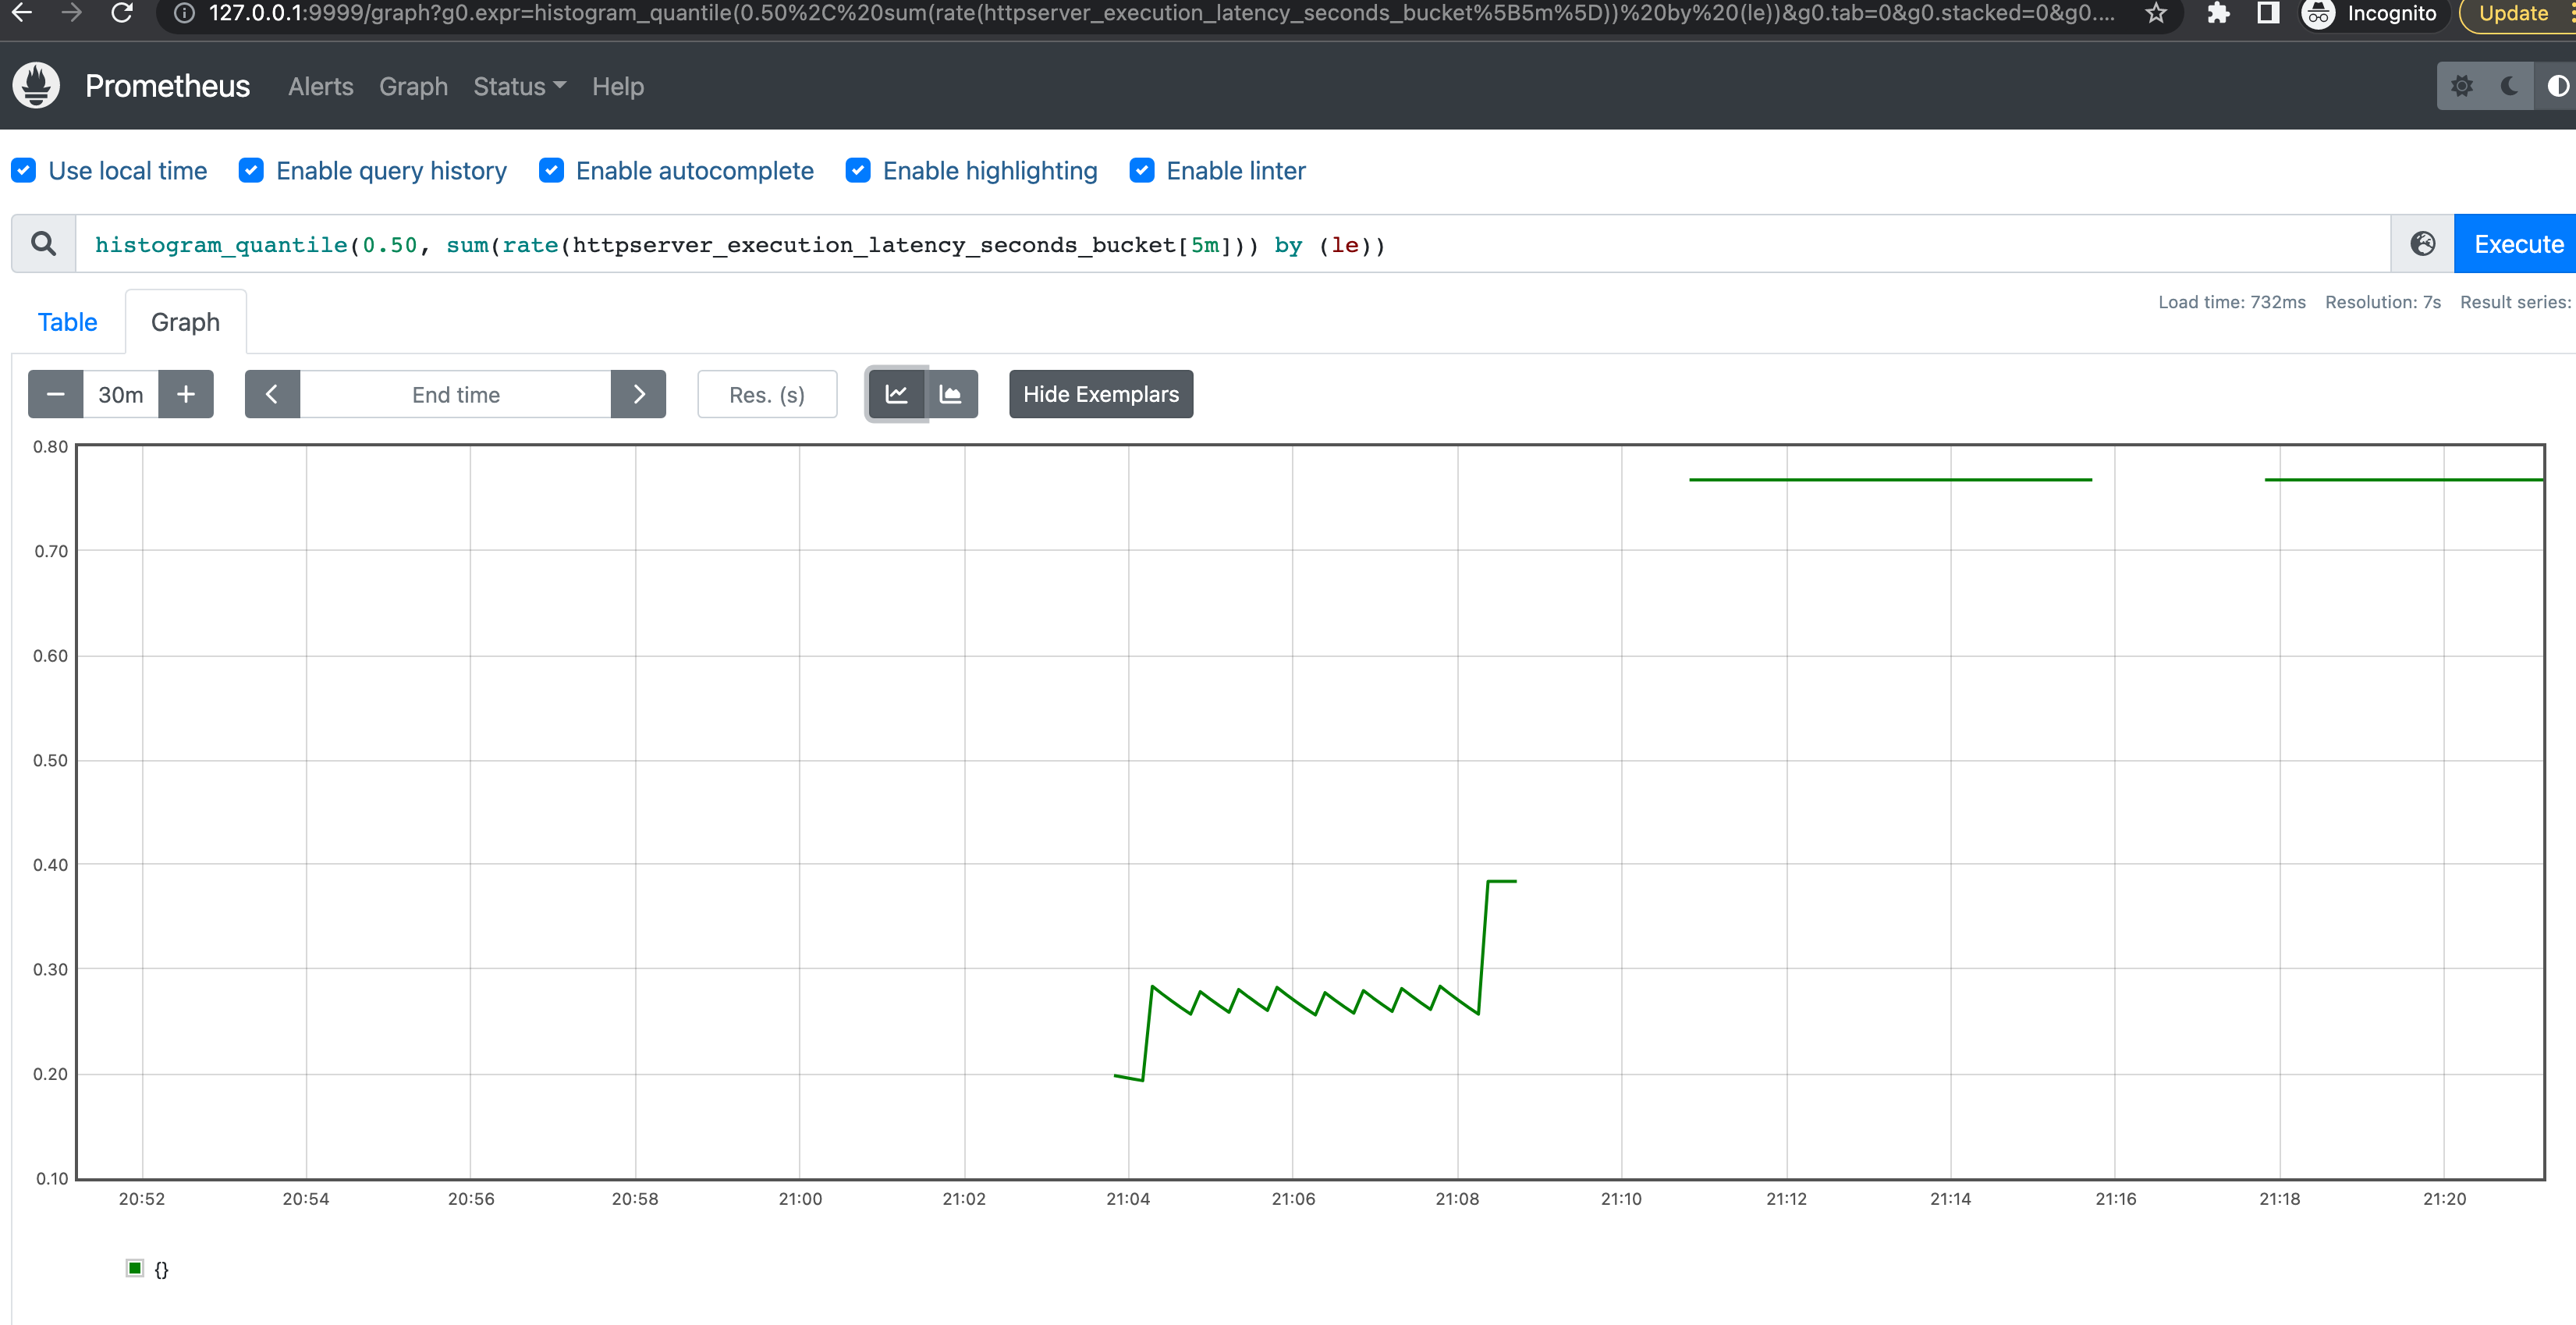 127.0.0.1:9999/graph?g0.expr=histogram_quantile(0.50%2C%20sum(rate(httpserver_execution_latency_seconds_bucket%5B5m%5D))%20by%20(le))&g0.tab=0&g0.stacked=0&g0.... Incognito Update
Prometheus Alerts Graph Status Help
Use local time Enable query history Enable autocomplete Enable highlighting Enable linter
histogram_quantile(0.50, sum(rate(httpserver_execution_latency_seconds_bucket[5m])) by (le)) Execute
Load time: 732ms Resolution: 7s Result series:
Table Graph
30m End time Res. (s) Hide Exemplars
0.80
0.70
0.60
0.50
0.40
0.30
0.20
0.10
20:52 20:54 20:56 20:58 21:00 21:02 21:04 21:06 21:08 21:10 21:12 21:14 21:16 21:18 21:20
{}